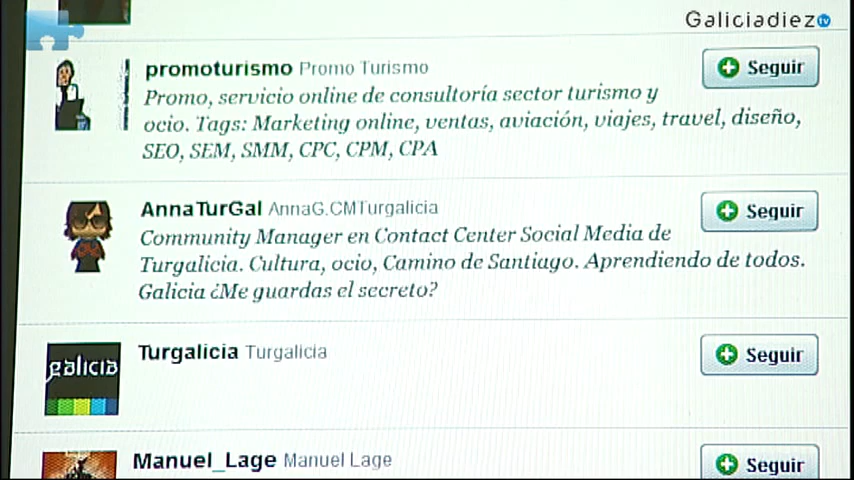 Galiciadiez tv
promoturismo Promo Turismo
Seguir
Promo, servicio online de consultoría sector turismo y
ocio. Tags: Marketing online, ventas, aviación, viajes, travel, diseño,
SEO, SEM, SMM, CPC, CPM, CPA
AnnaTurGal AnnaG.CMTurgalicia
Seguir
Community Manager en Contact Center Social Media de
Turgalicia. Cultura, ocio, Camino de Santiago. Aprendiendo de todos.
Galicia ¿Me guardas el secreto?
Turgalicia Turgalicia
Seguir
galicia
Manuel_Lage Manuel Lage
Seguir